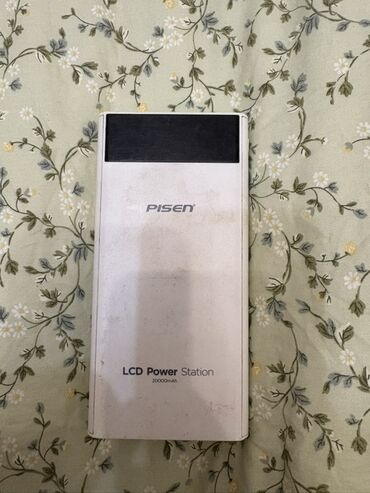 PISEN
LCD Power Station
20000mAh